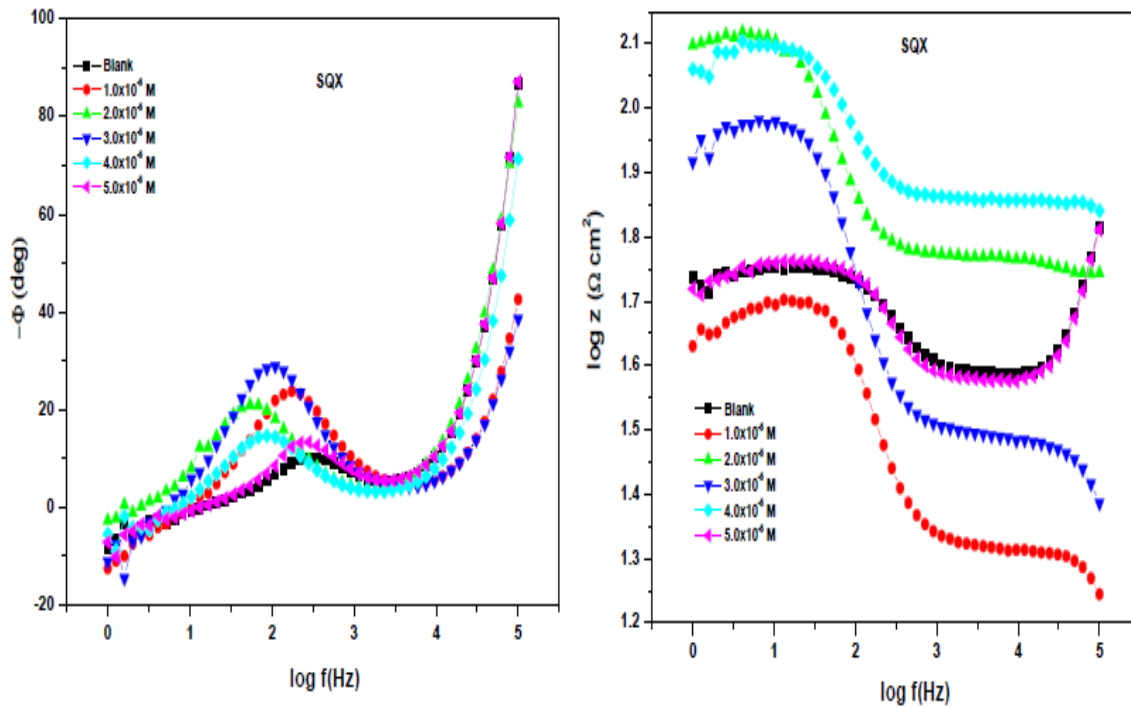 100
80
60
40
20
0
-20
−Φ (deg)
SQX
Blank
1.0x10⁻⁶ M
2.0x10⁻⁶ M
3.0x10⁻⁶ M
4.0x10⁻⁶ M
5.0x10⁻⁶ M
0 1 2 3 4 5
log f(Hz)
2.1
2.0
1.9
1.8
1.7
1.6
1.5
1.4
1.3
1.2
log z (Ω cm²)
SQX
Blank
1.0x10⁻⁶ M
2.0x10⁻⁶ M
3.0x10⁻⁶ M
4.0x10⁻⁶ M
5.0x10⁻⁶ M
0 1 2 3 4 5
log f(Hz)